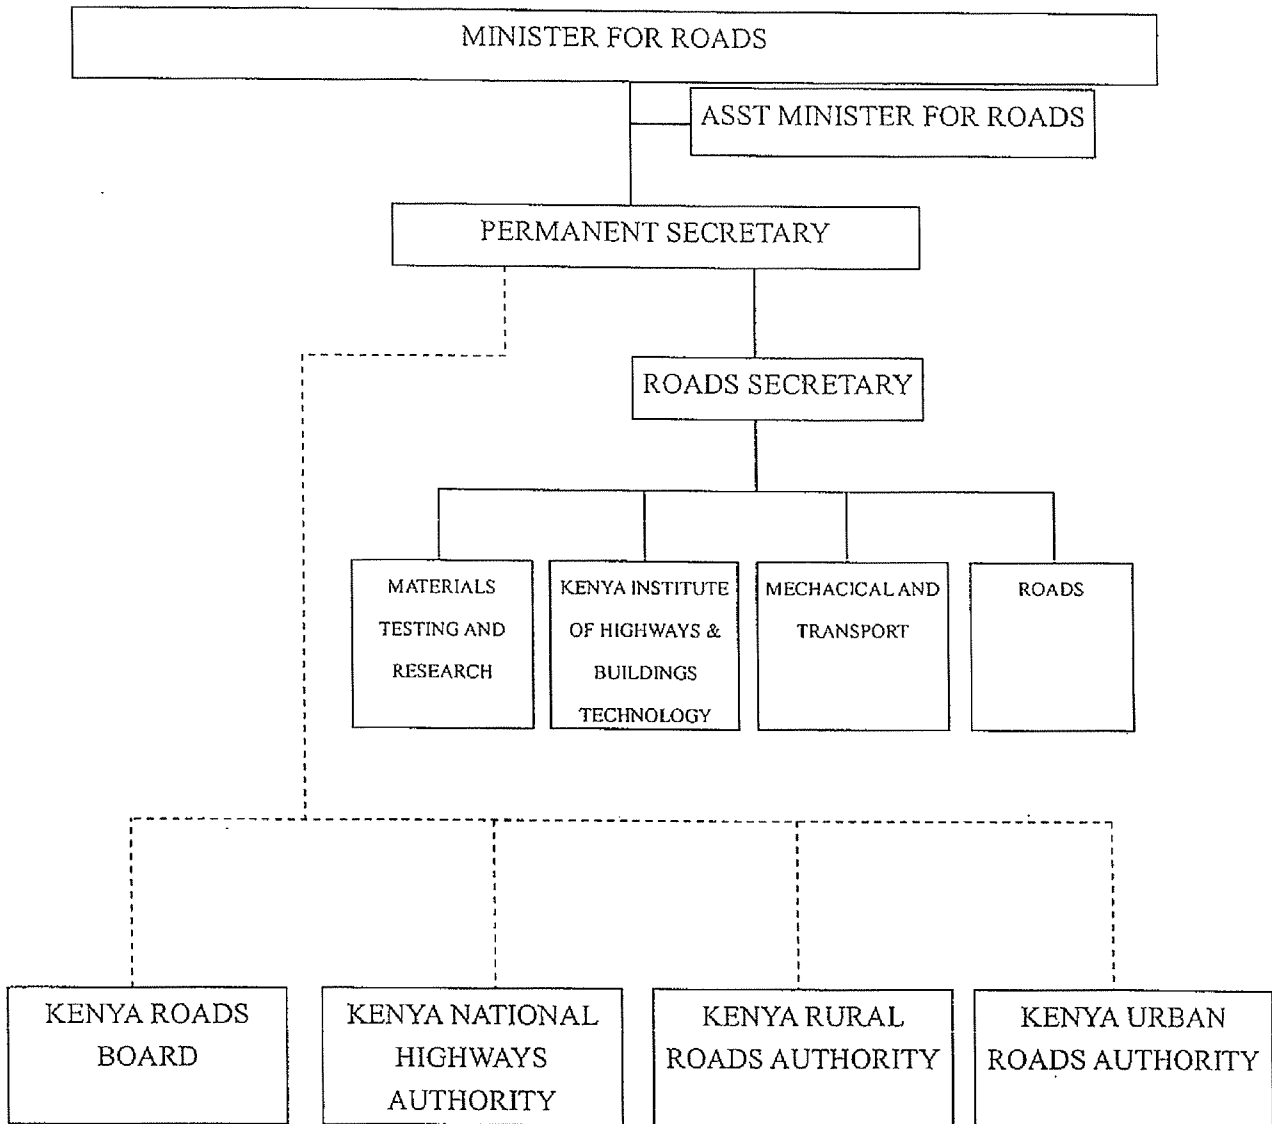 MINISTER FOR ROADS
ASST MINISTER FOR ROADS
PERMANENT SECRETARY
ROADS SECRETARY
MATERIALS
TESTING AND
RESEARCH
KENYA INSTITUTE
OF HIGHWAYS &
BUILDINGS
TECHNOLOGY
MECHACICAL AND
TRANSPORT
ROADS
KENYA ROADS
BOARD
KENYA NATIONAL
HIGHWAYS
AUTHORITY
KENYA RURAL
ROADS AUTHORITY
KENYA URBAN
ROADS AUTHORITY